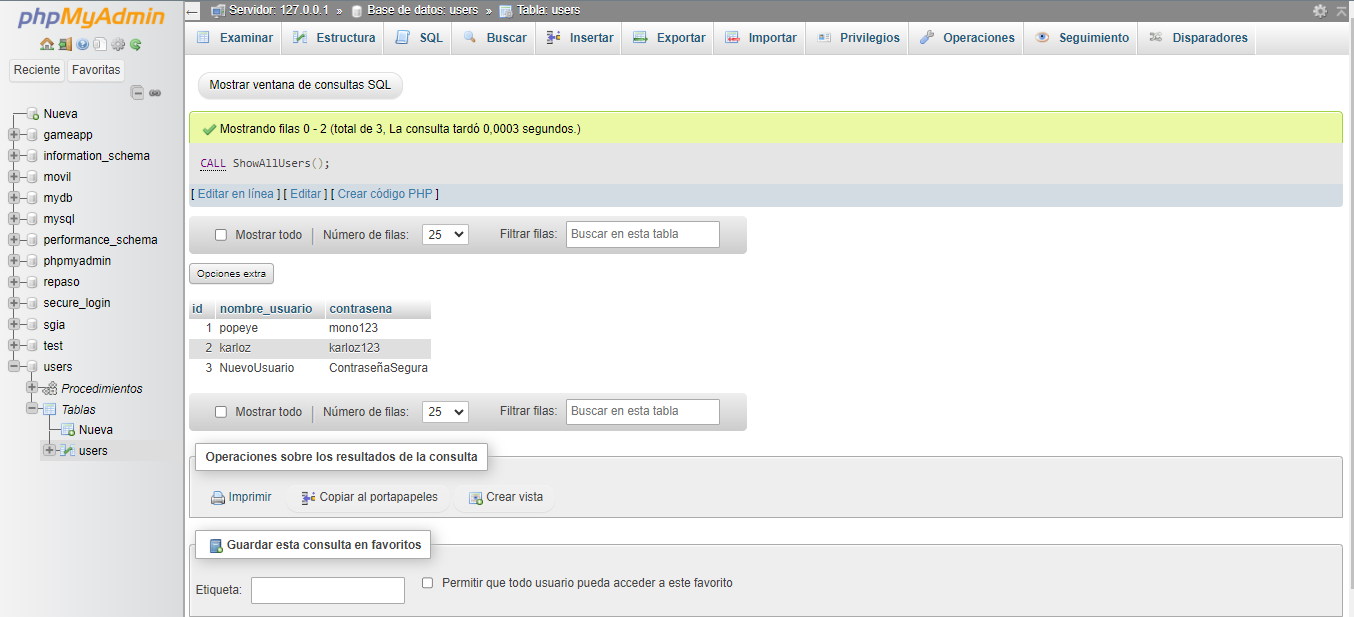 phpMyAdmin
Reciente Favoritas
Nueva
gameapp
information_schema
movil
mydb
mysql
performance_schema
phpmyadmin
repaso
secure_login
sgia
test
users
Procedimientos
Tablas
Nueva
users
Servidor: 127.0.0.1 » Base de datos: users » Tabla: users
Examinar Estructura SQL Buscar Insertar Exportar Importar Privilegios Operaciones Seguimiento Disparadores
Mostrar ventana de consultas SQL
Mostrando filas 0 - 2 (total de 3, La consulta tardó 0,0003 segundos.)
CALL ShowAllUsers();
[ Editar en línea ] [ Editar ] [ Crear código PHP ]
Mostrar todo | Número de filas: 25 Filtrar filas: Buscar en esta tabla
Opciones extra
id nombre_usuario contrasena
1 popeye mono123
2 karloz karloz123
3 NuevoUsuario ContraseñaSegura
Mostrar todo | Número de filas: 25 Filtrar filas: Buscar en esta tabla
Operaciones sobre los resultados de la consulta
Imprimir Copiar al portapapeles Crear vista
Guardar esta consulta en favoritos
Etiqueta: Permitir que todo usuario pueda acceder a este favorito